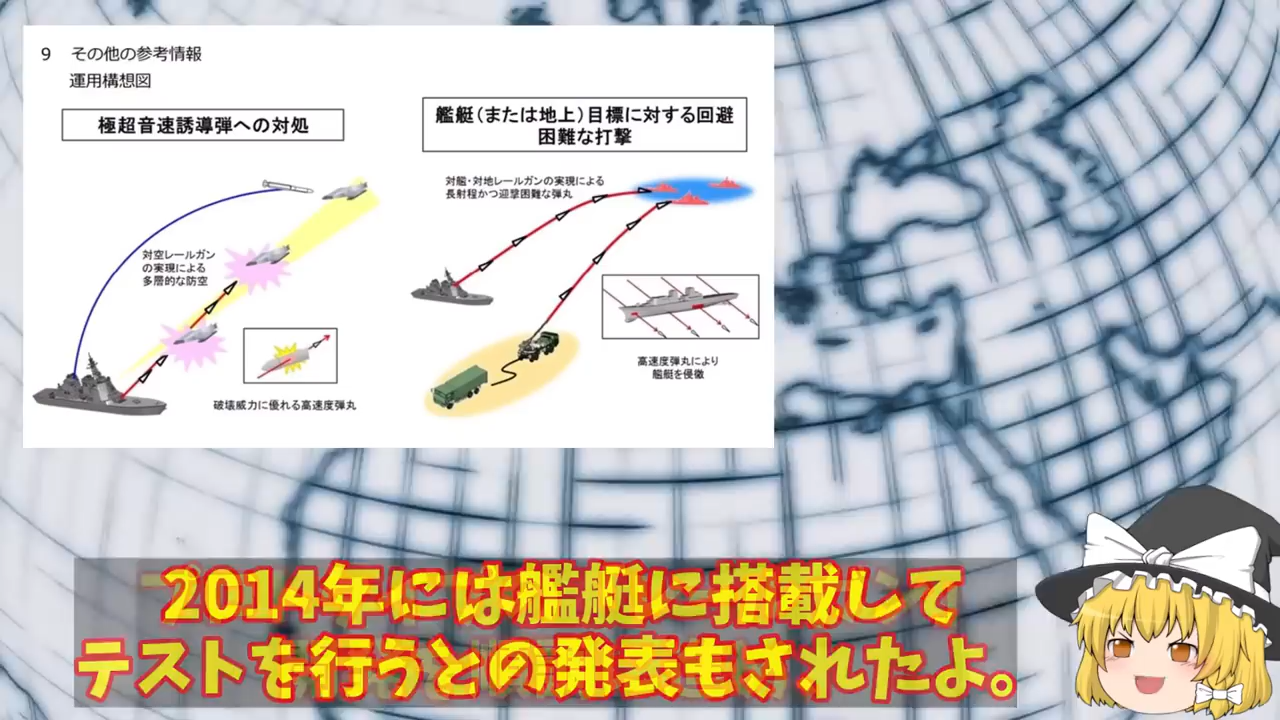 9 その他の参考情報
運用構想図
極超音速誘導弾への対処
対空レールガン
の実現による
多層的な防空
破壊威力に優れる高速度弾丸
艦艇(または地上)目標に対する回避
困難な打撃
対艦・対地レールガンの実現による
長射程かつ迎撃困難な弾丸
高速度弾丸により
艦艇を侵徹
2014年には艦艇に搭載して
テストを行うとの発表もされたよ。